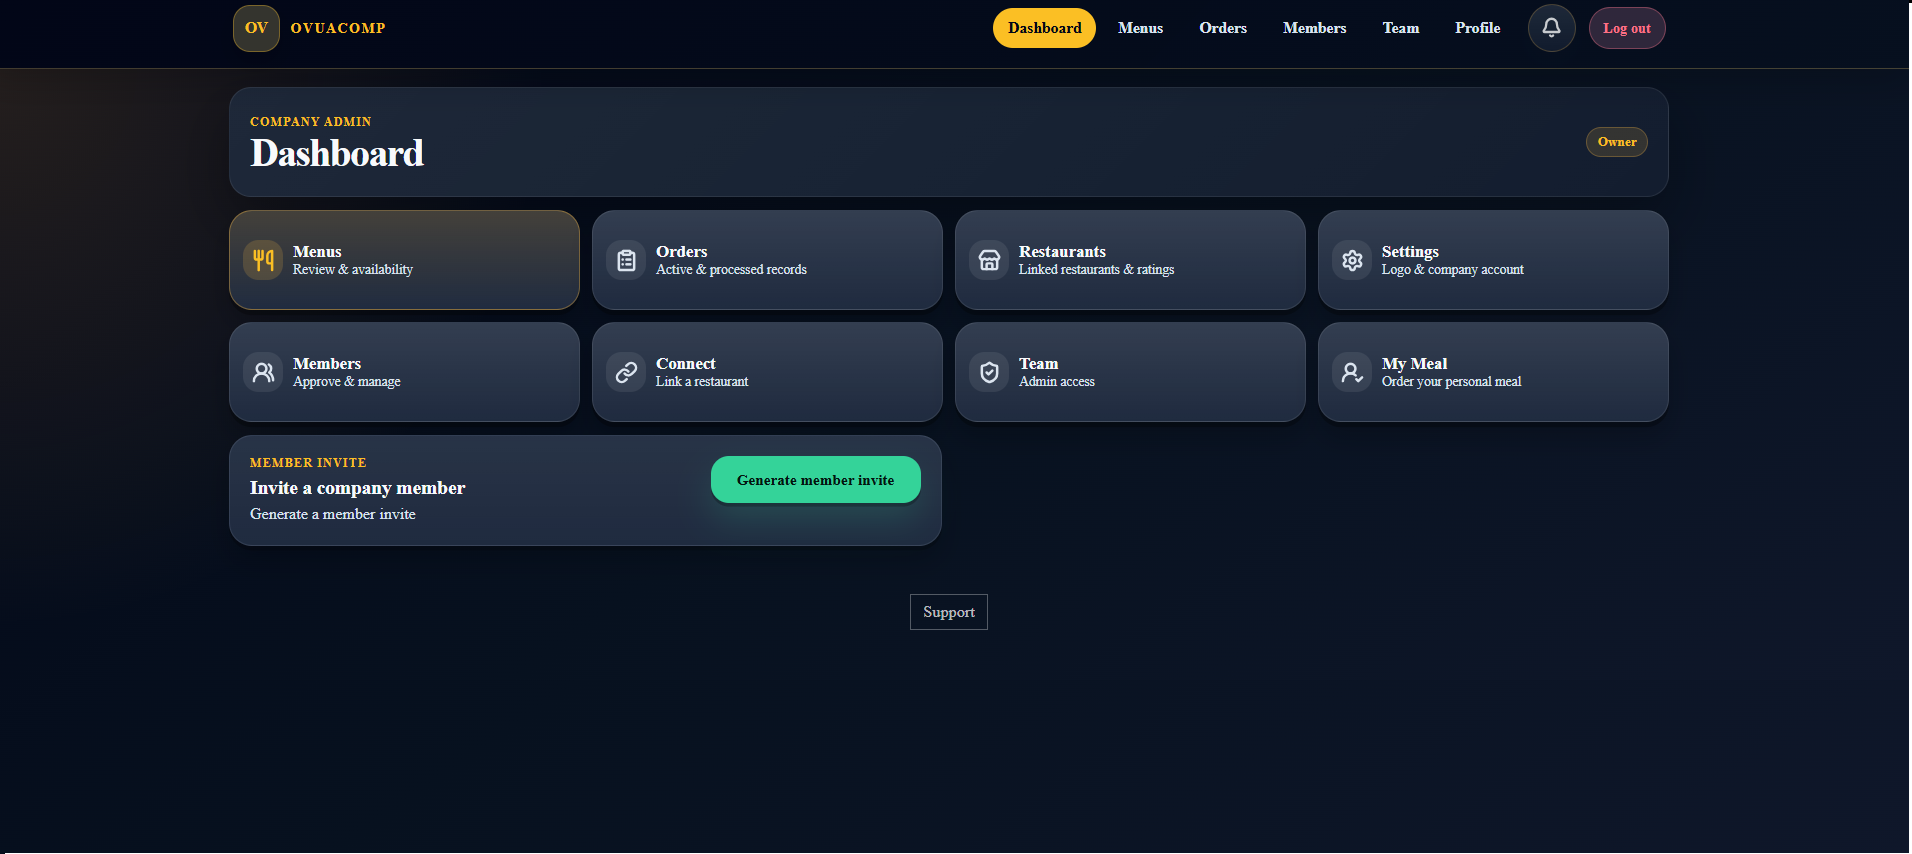 OV OVUACOMP Dashboard Menus Orders Members Team Profile Log out
COMPANY ADMIN
Dashboard
Owner
Menus
Review & availability
Orders
Active & processed records
Restaurants
Linked restaurants & ratings
Settings
Logo & company account
Members
Approve & manage
Connect
Link a restaurant
Team
Admin access
My Meal
Order your personal meal
MEMBER INVITE
Invite a company member
Generate a member invite
Generate member invite
Support